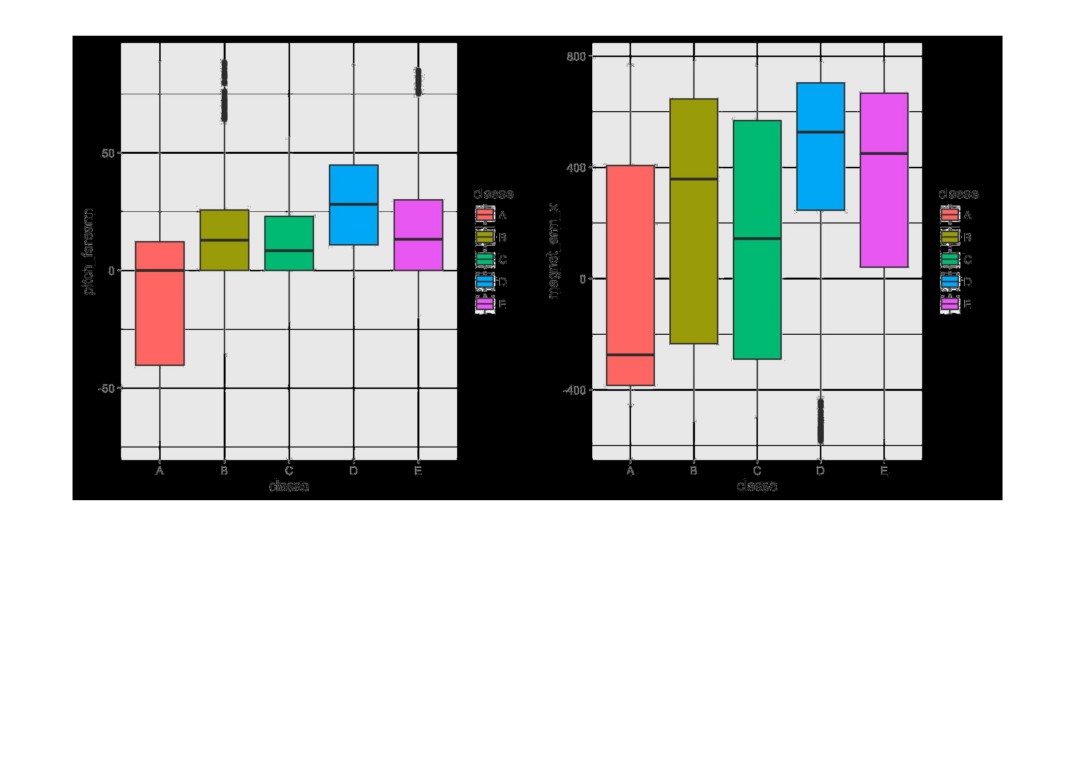 pitch_forearm
50
0
-50
A B C D E
classe
classe
A
B
C
D
E
magnet_arm_x
800
400
0
-400
A B C D E
classe
classe
A
B
C
D
E